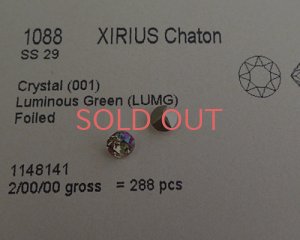 1088 XIRIUS Chaton
SS 29
Crystal (001)
Luminous Green (LUMG)
Foiled
SOLD OUT
1148141
2/00/00 gross = 288 pcs